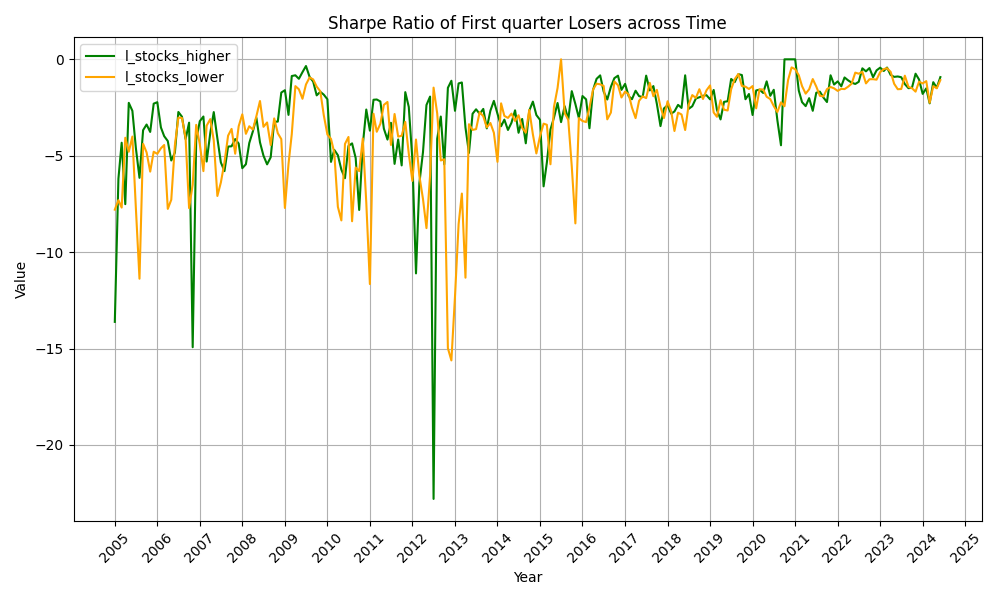 Sharpe Ratio of First quarter Losers across Time
l_stocks_higher
l_stocks_lower
0
−5
−10
−15
−20
Value
2005 2006 2007 2008 2009 2010 2011 2012 2013 2014 2015 2016 2017 2018 2019 2020 2021 2022 2023 2024 2025
Year